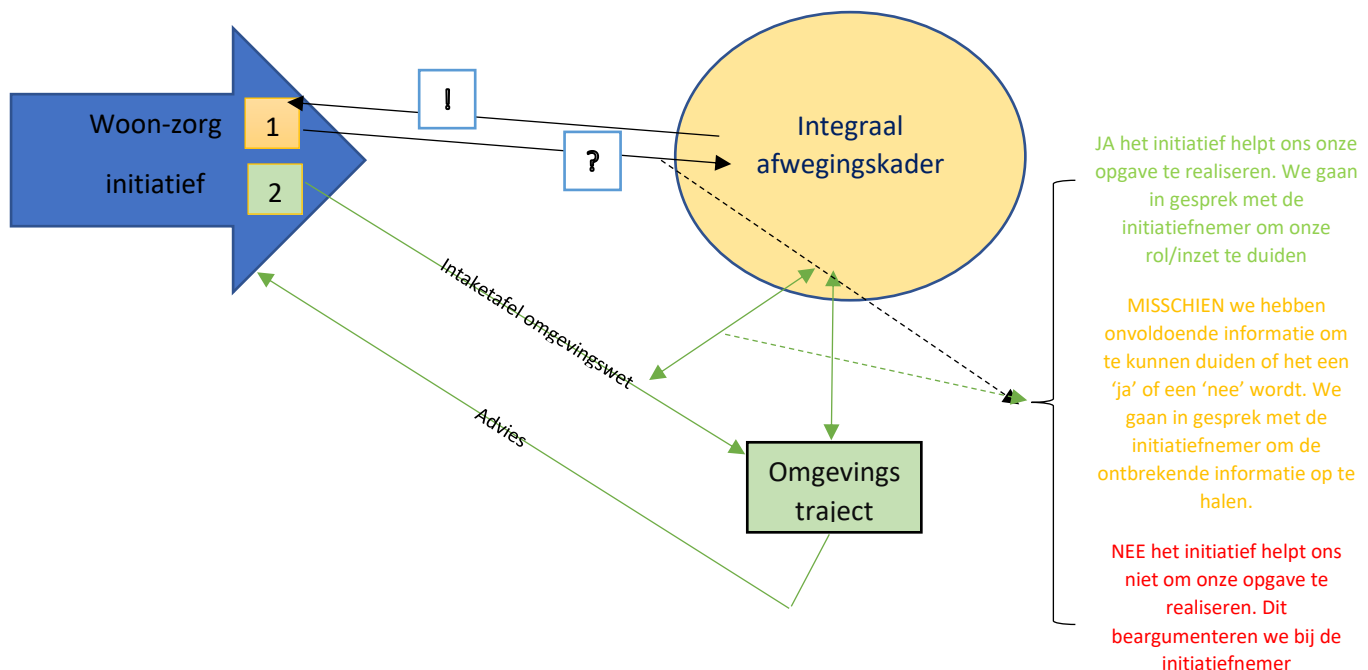 !
Woon-zorg
1
initiatief
2
?
Integraal
afwegingskader
Intaketafel omgevingswet
Advies
Omgevings
traject
JA het initiatief helpt ons onze
opgave te realiseren. We gaan
in gesprek met de
initiatiefnemer om onze
rol/inzet te duiden
MISSCHIEN we hebben
onvoldoende informatie om
te kunnen duiden of het een
‘ja’ of een ‘nee’ wordt. We
gaan in gesprek met de
initiatiefnemer om de
ontbrekende informatie op te
halen.
NEE het initiatief helpt ons
niet om onze opgave te
realiseren. Dit
beargumenteren we bij de
initiatiefnemer